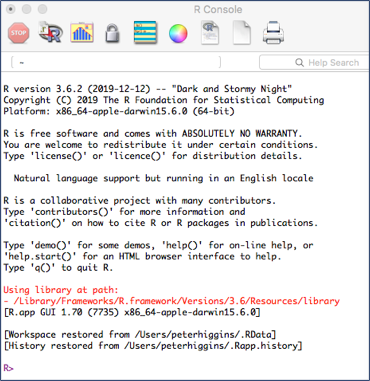 R Console
~
Help Search
R version 3.6.2 (2019-12-12) -- "Dark and Stormy Night"
Copyright (C) 2019 The R Foundation for Statistical Computing
Platform: x86_64-apple-darwin15.6.0 (64-bit)
R is free software and comes with ABSOLUTELY NO WARRANTY.
You are welcome to redistribute it under certain conditions.
Type 'license()' or 'licence()' for distribution details.
Natural language support but running in an English locale
R is a collaborative project with many contributors.
Type 'contributors()' for more information and
'citation()' on how to cite R or R packages in publications.
Type 'demo()' for some demos, 'help()' for on-line help, or
'help.start()' for an HTML browser interface to help.
Type 'q()' to quit R.
Using library at path:
- /Library/Frameworks/R.framework/Versions/3.6/Resources/library
[R.app GUI 1.70 (7735) x86_64-apple-darwin15.6.0]
[Workspace restored from /Users/peterhiggins/.RData]
[History restored from /Users/peterhiggins/.Rapp.history]
R>